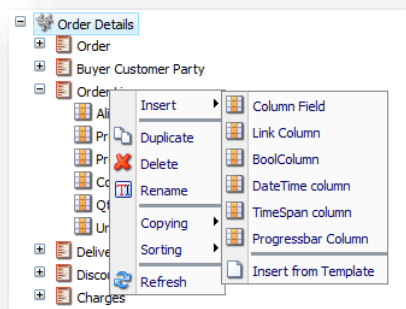 Order Details
Order
Buyer Customer Party
Order
Insert
Duplicate
Delete
Rename
Copying
Sorting
Refresh
Column Field
Link Column
BoolColumn
DateTime column
TimeSpan column
Progressbar Column
Insert from Template
Charges